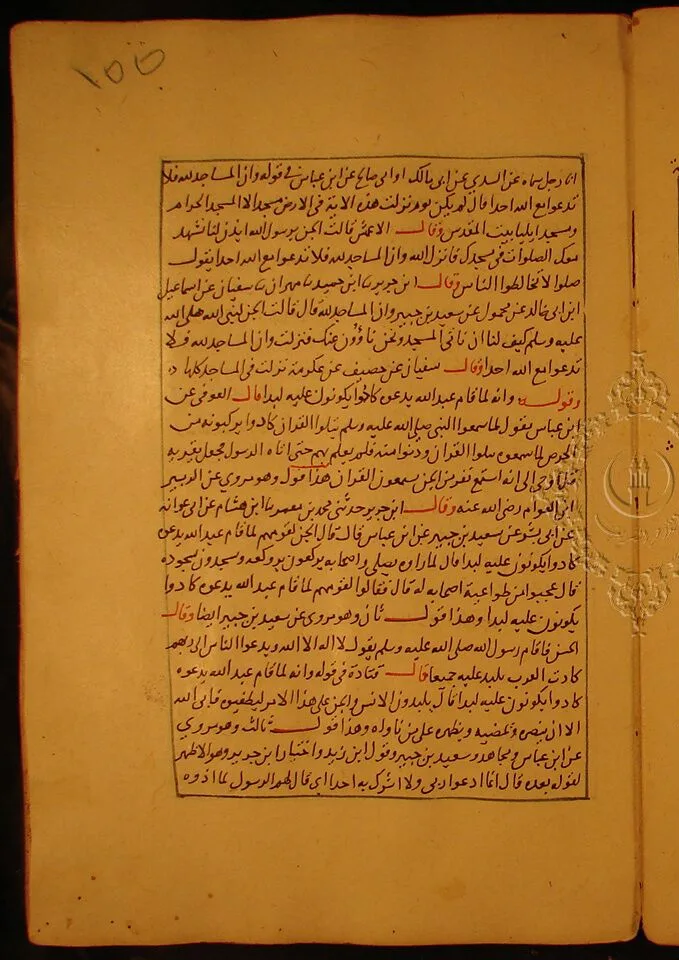 ١٥٥
انا رجل سماه عن السدي عن ابي مالك او ابي صالح عن ابن عباس في قوله وان المساجد لله فلا
تدعوا مع الله احدا قال لم يكن يوم نزلت هذه الاية في الارض مسجد الا المسجد الحرام
ومسجد ايليا بيت المقدس وقال الاعمش قالت الجن يرسول الله ايذن لنا نشهد
معك الصلوات في مسجدك فانزل الله وان المساجد لله فلا تدعوا مع الله احدا يقول
صلوا لا تخالطوا الناس وقال ابن جرير ثنا ابن حميد ثنا مهران ثنا سفيان عن اسماعيل
ابن ابي خالد عن محمول عن سعيد بن جبير وان المساجد لله قال قالت الجن لنبي الله صلى الله
عليه وسلم كيف لنا ان ناتي المسجد ونحن ناؤون عنك فنزلت وان المساجد لله فلا
تدعوا مع الله احدا وقال سفيان عن خصيف عن عكرمة نزلت في المساجد كلها
وقوله وانه لما قام عبد الله يدعوه كادوا يكونون عليه لبدا قال العوفي عن
ابن عباس يقول لما سمعوا النبي صلى الله عليه وسلم يتلوا القران كادوا يركبونه من
الحرص لما سمعوه يتلوا القران ودنوا منه فلم يعلم بهم حتى اتاه الرسول فجعل يقريه
قل اوحي الي انه استمع نفر من الجن يستمعون القران هذا قول وهو مروي عن الزبير
ابن العوام رضي الله عنه وقال ابن جرير حدثني محمد بن معمر ثنا ابن هشام عن ابي عوانه
عن ابي بشر عن سعيد بن جبير عن ابن عباس قال قال الجن لقومهم لما قام عبد الله يدعوه
كادوا يكونون عليه لبدا قال لما راوه يصلي واصحابه يركعون بركوعه ويسجدون بسجوده
قال عجبوا من طواعية اصحابه له قال فقالوا لقومهم لما قام عبد الله يدعوه كادوا
يكونون عليه لبدا وهذا قول ثان وهو مروي عن سعيد بن جبير ايضا وقال
الحسن لما قام رسول الله صلى الله عليه وسلم يقول لا اله الا الله ويدعوا الناس الى ربهم
كادت العرب تلبد عليه جميعا وقال قتادة في قوله وانه لما قام عبد الله يدعوه
كادوا يكونون عليه لبدا قال تلبدون الانس والجن على هذا الامر ليطفيوه فابى الله
الا ان ينصره ويمضيه ويظهره على من ناواه وهذا قول ثالث وهو مروي
عن ابن عباس ومجاهد وسعيد بن جبير وقول ابن زيد واختيار ابن جرير وهو الاظهر
لقوله بعده قال انما ادعوا ربي ولا اشرك به احدا اي قال لهم الرسول لما اذوه